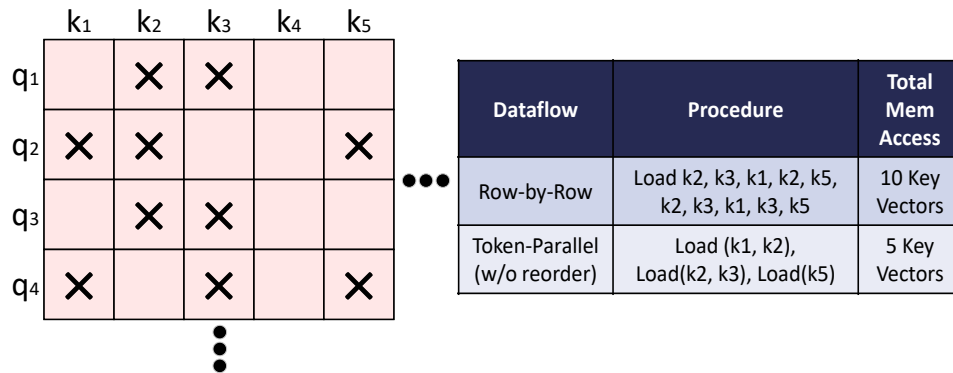 k1 k2 k3 k4 k5
q1
q2
q3
q4
Dataflow
Procedure
Total
Mem
Access
Row-by-Row
Load k2, k3, k1, k2, k5,
k2, k3, k1, k3, k5
10 Key
Vectors
Token-Parallel
(w/o reorder)
Load (k1, k2),
Load(k2, k3), Load(k5)
5 Key
Vectors